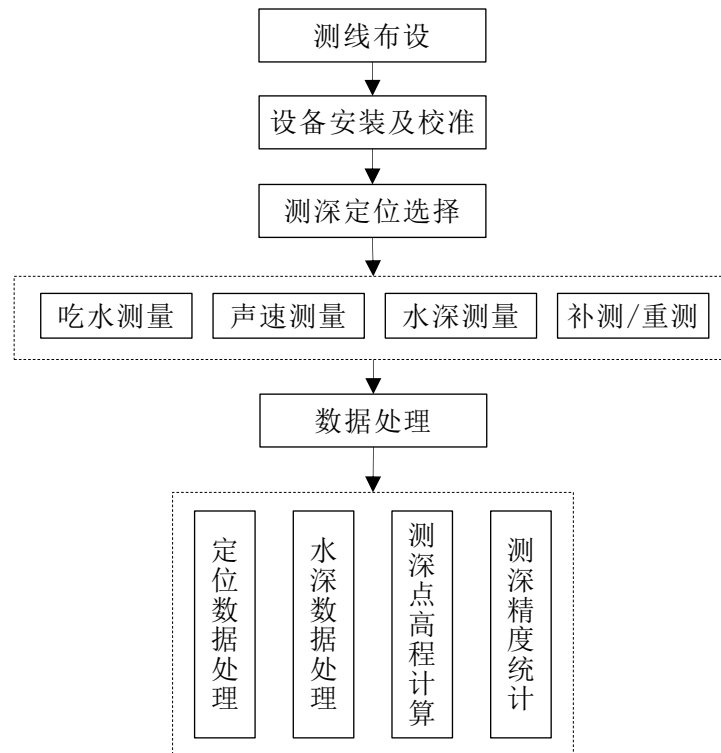 测线布设
设备安装及校准
测深定位选择
吃水测量
声速测量
水深测量
补测/重测
数据处理
定位数据处理
水深数据处理
测深点高程计算
测深精度统计